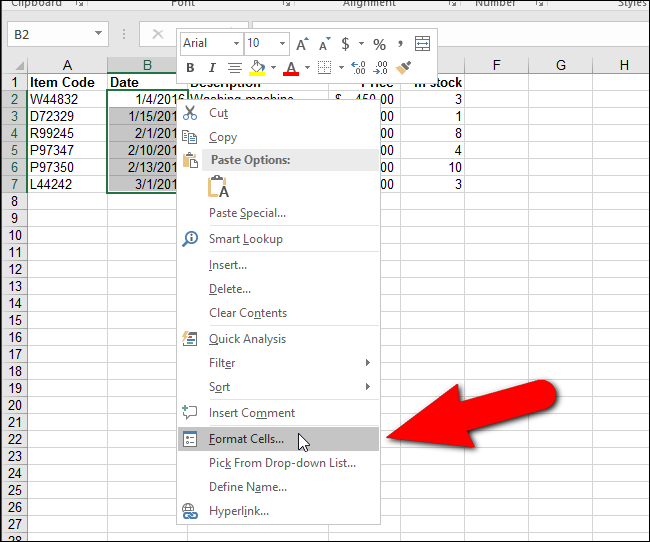 Clipboard Font Alignment Number Styles
B2
Arial 10 A A $ % ,
B I A .00 .0 .00
A B C D E F G H
1 Item Code Date Price In stock
2 W44832 1/4/2016 Washing machine $ 450.00 3
3 D72329 1/15/201 00 1
4 R99245 2/1/201 00 8
5 P97347 2/10/201 00 4
6 P97350 2/13/201 00 10
7 L44242 3/1/201 00 3
8
9
10
11
12
13
14
15
16
17
18
19
20
21
22
23
24
25
26
27
28
Cut
Copy
Paste Options:
A
Paste Special...
Smart Lookup
Insert...
Delete...
Clear Contents
Quick Analysis
Filter
Sort
Insert Comment
Format Cells...
Pick From Drop-down List...
Define Name...
Hyperlink...